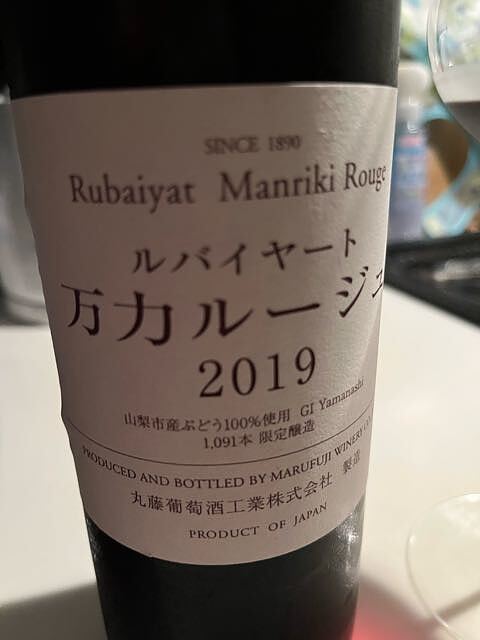 SINCE 1890
Rubaiyat Manriki Rouge
ルバイヤート
万力ルージュ
2019
山梨市産ぶどう100%使用 GI Yamanashi
1,091本 限定醸造
PRODUCED AND BOTTLED BY MARUFUJI WINERY CO
丸藤葡萄酒工業株式会社 製造
PRODUCT OF JAPAN